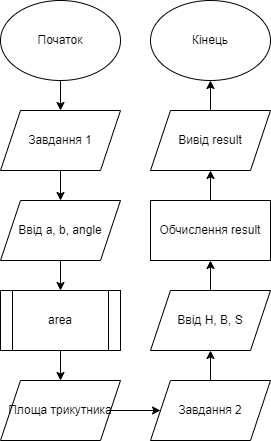 Початок
Завдання 1
Ввід a, b, angle
area
Площа трикутника
Завдання 2
Ввід H, B, S
Обчислення result
Вивід result
Кінець